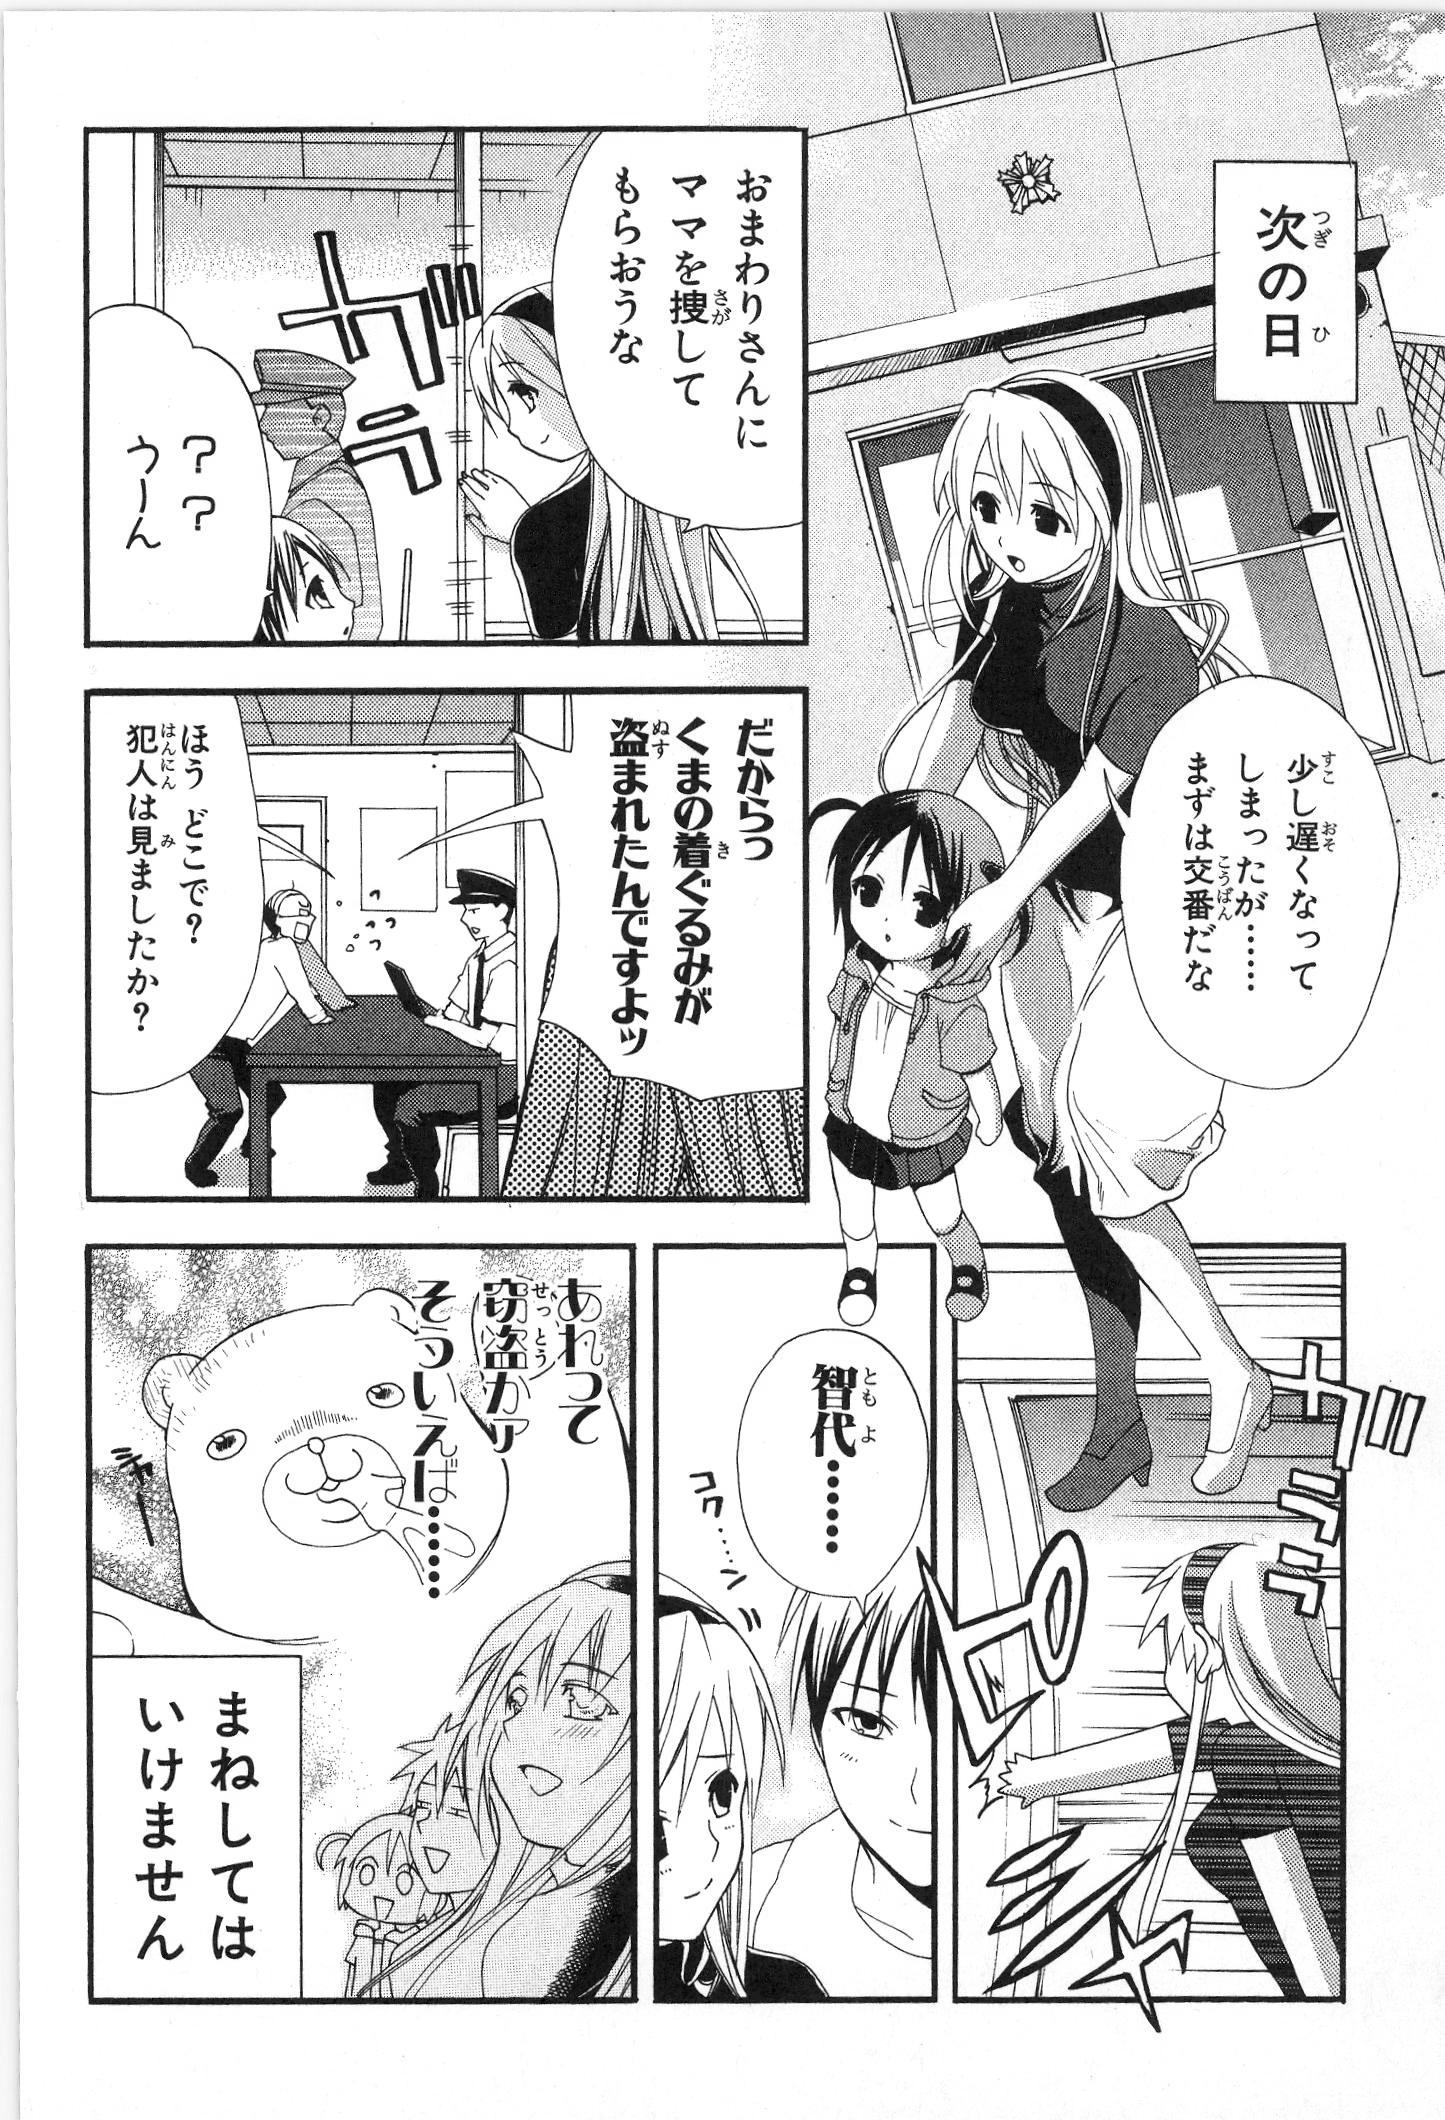 次の日
少し遅くなって
しまったが……
まずは交番だな
おまわりさんに
ママを捜して
もらおうな
ガラ
??
うーん
だからっ
くまの着ぐるみが
盗まれたんですよッ
ほう どこで?
犯人は見ましたか?
ピ
智代………
コク…ン
あれって
窃盗かァ
そういえば………
シャー
まねしては
いけません